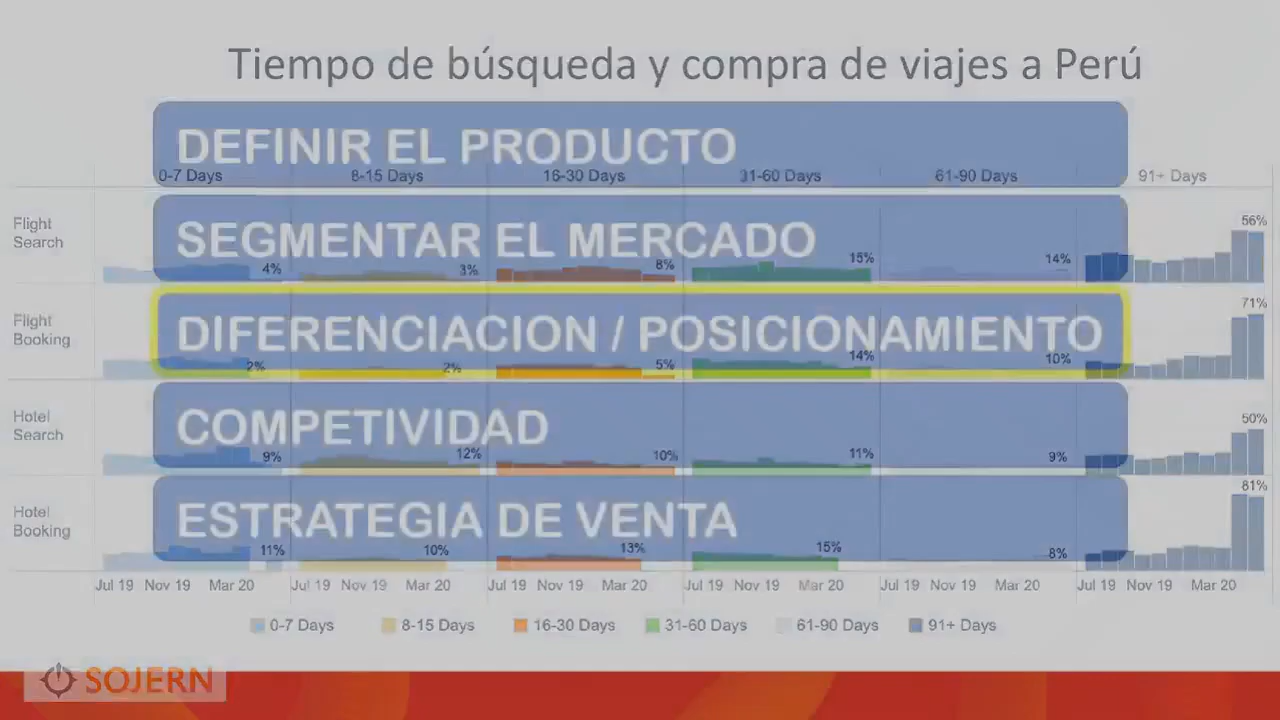 Tiempo de búsqueda y compra de viajes a Perú
DEFINIR EL PRODUCTO
0-7 Days 8-15 Days 16-30 Days 31-60 Days 61-90 Days 91+ Days
Flight
Search
SEGMENTAR EL MERCADO
4% 3% 8% 15% 14% 56%
Flight
Booking
DIFERENCIACION / POSICIONAMIENTO
2% 2% 5% 14% 10% 71%
Hotel
Search
COMPETIVIDAD
9% 12% 10% 11% 9% 50%
Hotel
Booking
ESTRATEGIA DE VENTA
11% 10% 13% 15% 8% 81%
Jul 19 Nov 19 Mar 20 Jul 19 Nov 19 Mar 20 Jul 19 Nov 19 Mar 20 Jul 19 Nov 19 Mar 20 Jul 19 Nov 19 Mar 20 Jul 19 Nov 19 Mar 20
0-7 Days 8-15 Days 16-30 Days 31-60 Days 61-90 Days 91+ Days
SOJERN